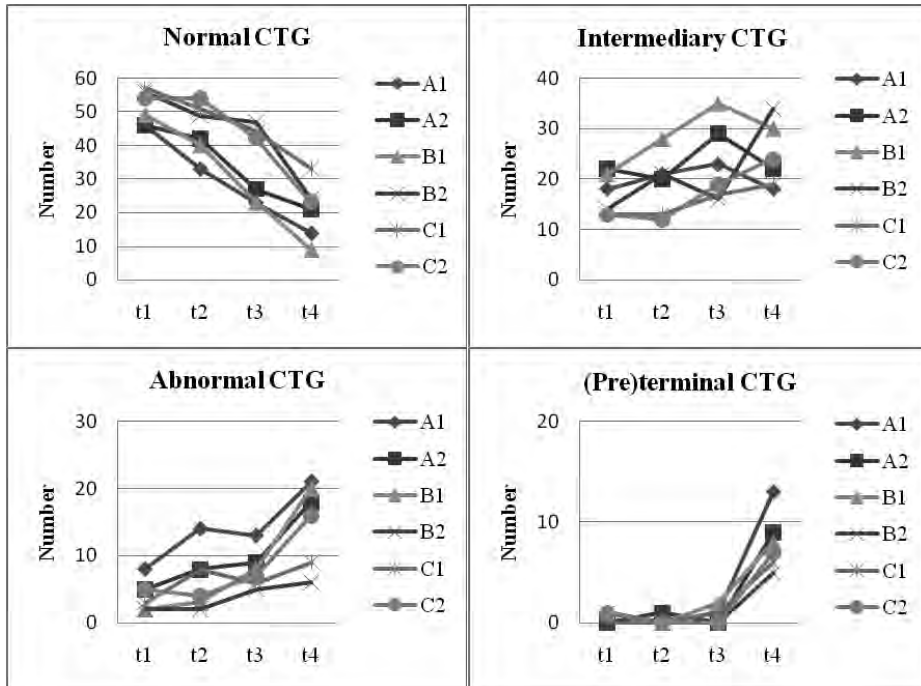 Normal CTG
Number
60
50
40
30
20
10
0
t1 t2 t3 t4
A1
A2
B1
B2
C1
C2
Intermediary CTG
Number
40
30
20
10
0
t1 t2 t3 t4
A1
A2
B1
B2
C1
C2
Abnormal CTG
Number
30
20
10
0
t1 t2 t3 t4
A1
A2
B1
B2
C1
C2
(Pre)terminal CTG
Number
20
10
0
t1 t2 t3 t4
A1
A2
B1
B2
C1
C2